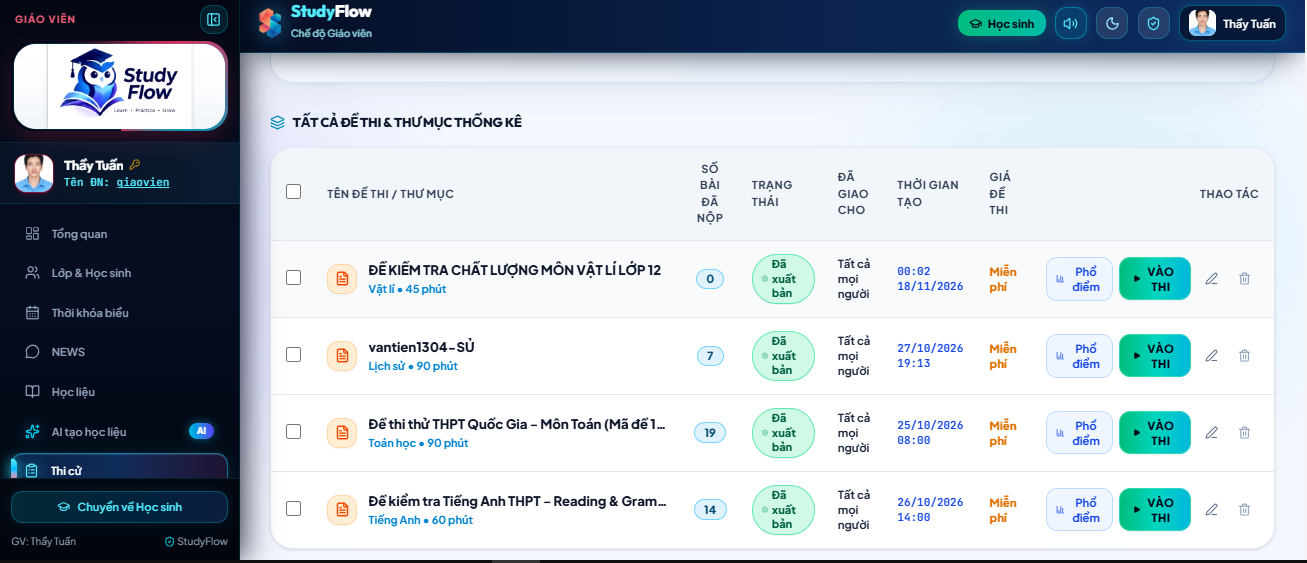 GIÁO VIÊN
Study
Flow
Learn • Practice • Grow
Thầy Tuấn
Tên ĐN: giaovien
Tổng quan
Lớp & Học sinh
Thời khóa biểu
NEWS
Học liệu
AI tạo học liệu
AI
Thi cử
Chuyển về Học sinh
GV: Thầy Tuấn
StudyFlow
StudyFlow
Chế độ Giáo viên
Học sinh
Thầy Tuấn
TẤT CẢ ĐỀ THI & THƯ MỤC THỐNG KÊ
TÊN ĐỀ THI / THƯ MỤC
SỐ
BÀI
ĐÃ
NỘP
TRẠNG
THÁI
ĐÃ
GIAO
CHO
THỜI GIAN
TẠO
GIÁ
ĐỀ
THI
THAO TÁC
ĐỀ KIỂM TRA CHẤT LƯỢNG MÔN VẬT LÍ LỚP 12
Vật lí • 45 phút
0
Đã
xuất
bản
Tất cả
mọi
người
00:02
18/11/2026
Miễn
phí
Phổ
điểm
VÀO
THI
vantien1304-SỦ
Lịch sử • 90 phút
7
Đã
xuất
bản
Tất cả
mọi
người
27/10/2026
19:13
Miễn
phí
Phổ
điểm
VÀO
THI
Đề thi thử THPT Quốc Gia - Môn Toán (Mã đề 1...
Toán học • 90 phút
19
Đã
xuất
bản
Tất cả
mọi
người
25/10/2026
08:00
Miễn
phí
Phổ
điểm
VÀO
THI
Đề kiểm tra Tiếng Anh THPT - Reading & Gram...
Tiếng Anh • 60 phút
14
Đã
xuất
bản
Tất cả
mọi
người
26/10/2026
14:00
Miễn
phí
Phổ
điểm
VÀO
THI